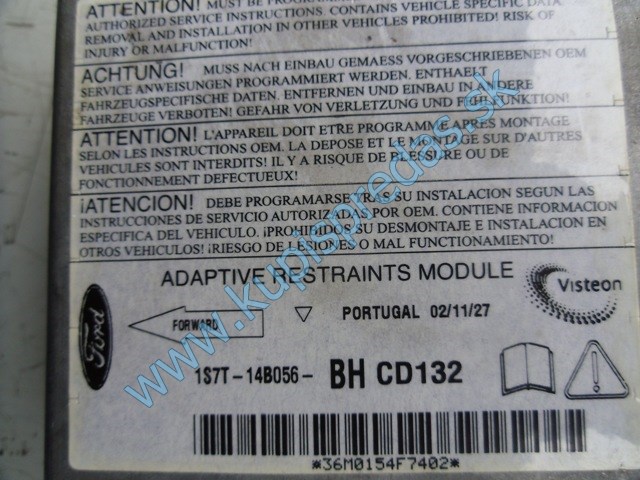 ATTENTION! MUST BE PROGRAMMED
AUTHORIZED SERVICE INSTRUCTIONS. CONTAINS VEHICLE SPECIFIC DATA.
REMOVAL AND INSTALLATION IN OTHER VEHICLES PROHIBITED! RISK OF
INJURY OR MALFUNCTION!
ACHTUNG! MUSS NACH EINBAU GEMAESS VORGESCHRIEBENEN OEM
SERVICE ANWEISUNGEN PROGRAMMIERT WERDEN. ENTHAELT
FAHRZEUGSPEZIFISCHE DATEN. ENTFERNEN UND EINBAU IN ANDERE
FAHRZEUGE VERBOTEN! GEFAHR VON VERLETZUNG UND FEHLFUNKTION!
ATTENTION! L'APPAREIL DOIT ETRE PROGRAMME APRES MONTAGE
SELON LES INSTRUCTIONS OEM. LA DEPOSE ET LE MONTAGE SUR D'AUTRES
VEHICULES SONT INTERDITS! IL Y A RISQUE DE BLESSURE OU DE
FONCTIONNEMENT DEFECTUEUX!
¡ATENCION! DEBE PROGRAMARSE TRAS SU INSTALACION SEGUN LAS
INSTRUCCIONES DE SERVICIO AUTORIZADAS POR OEM. CONTIENE INFORMACION
ESPECIFICA DEL VEHICULO. ¡PROHIBIDOS SU DESMONTAJE E INSTALACION EN
OTROS VEHICULOS! ¡RIESGO DE LESIONES O MAL FUNCIONAMIENTO!
ADAPTIVE RESTRAINTS MODULE
Visteon
Ford
FORWARD
PORTUGAL 02/11/27
1S7T-14B056- BH CD132
*36M0154F7402*
www.kupispredas.sk